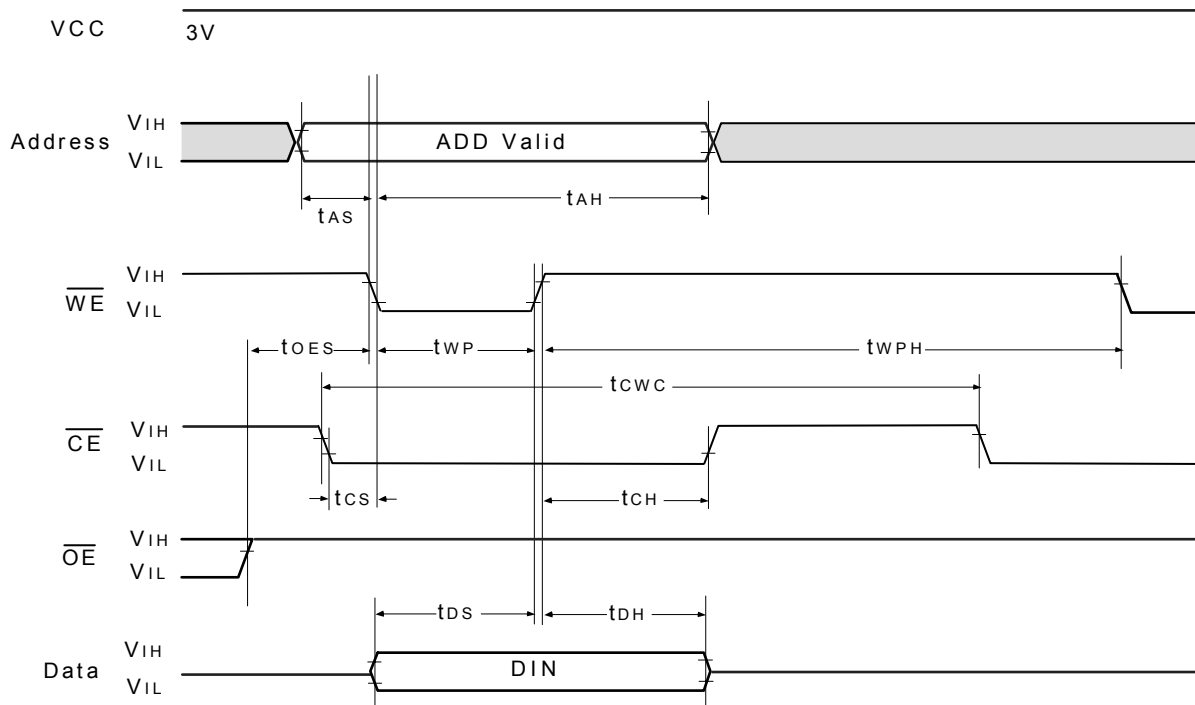 VCC 3V
Address VIH
VIL
ADD Valid
tAS
tAH
WE VIH
VIL
tOES
tWP
tWPH
tCWC
CE VIH
VIL
tCS
tCH
OE VIH
VIL
tDS
tDH
Data VIH
VIL
DIN